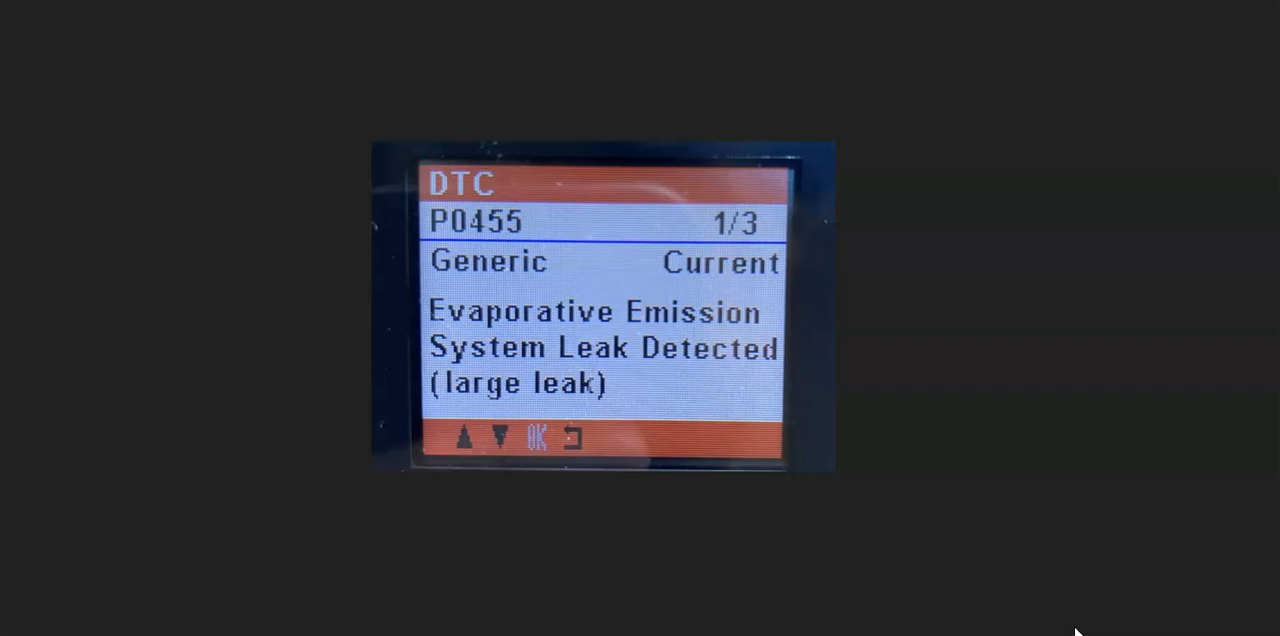 DTC
P0455 1/3
Generic Current
Evaporative Emission
System Leak Detected
(large leak)
OK